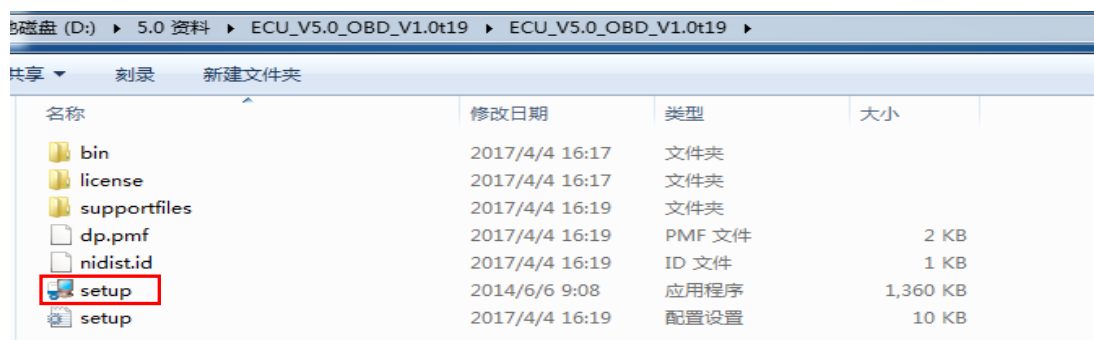 磁盘 (D:) ▸ 5.0 资料 ▸ ECU_V5.0_OBD_V1.0t19 ▸ ECU_V5.0_OBD_V1.0t19 ▸
共享 刻录 新建文件夹
名称 修改日期 类型 大小
bin 2017/4/4 16:17 文件夹
license 2017/4/4 16:17 文件夹
supportfiles 2017/4/4 16:19 文件夹
dp.pmf 2017/4/4 16:19 PMF 文件 2 KB
nidist.id 2017/4/4 16:19 ID 文件 1 KB
setup 2014/6/6 9:08 应用程序 1,360 KB
setup 2017/4/4 16:19 配置设置 10 KB